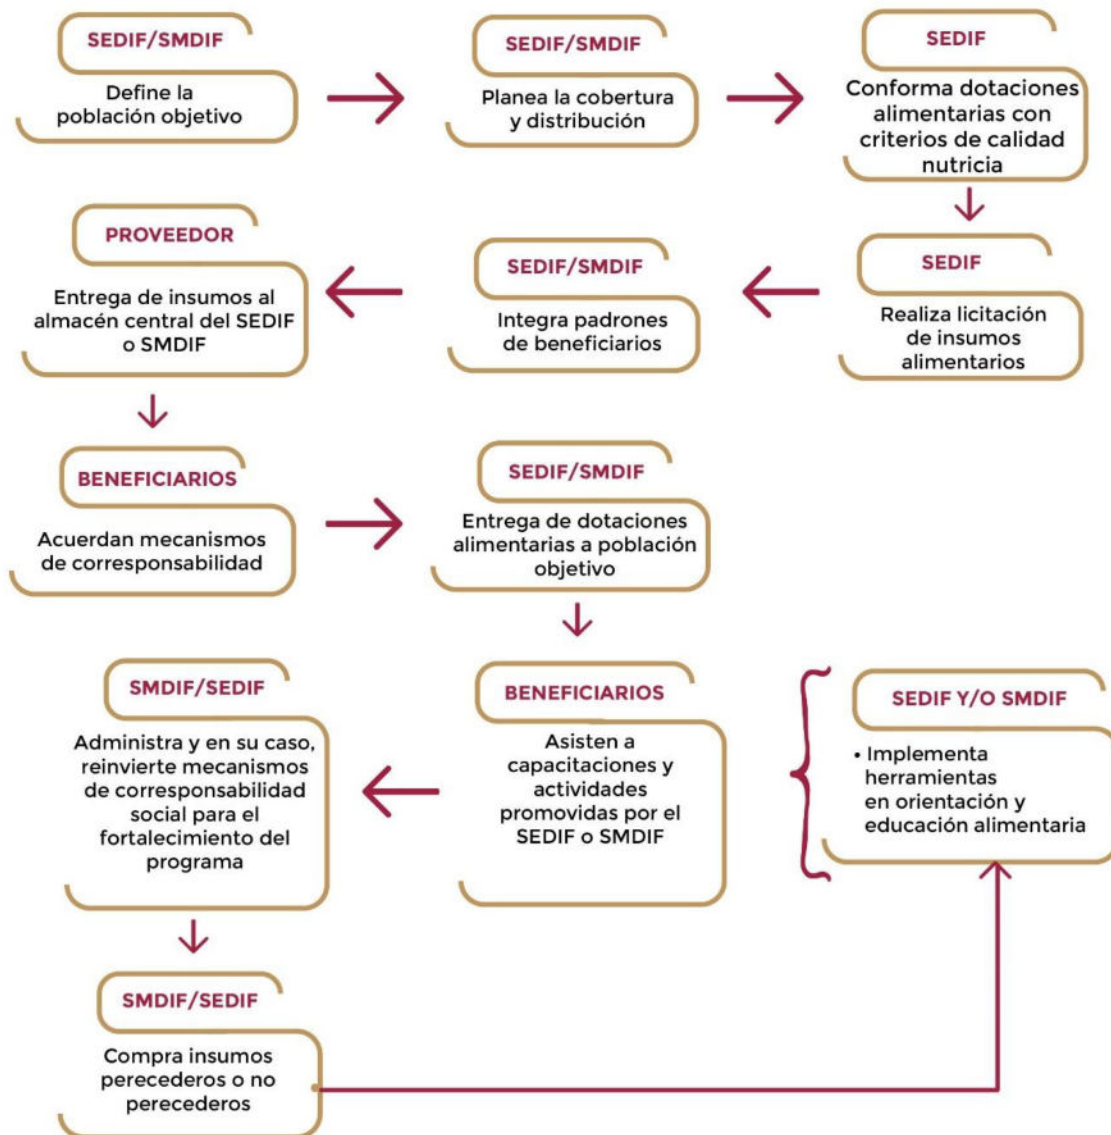 SEDIF/SMDIF
Define la
población objetivo
SEDIF/SMDIF
Planea la cobertura
y distribución
SEDIF
Conforma dotaciones
alimentarias con
criterios de calidad
nutricia
SEDIF
Realiza licitación
de insumos
alimentarios
SEDIF/SMDIF
Integra padrones
de beneficiarios
PROVEEDOR
Entrega de insumos al
almacén central del SEDIF
o SMDIF
BENEFICIARIOS
Acuerdan mecanismos
de corresponsabilidad
SEDIF/SMDIF
Entrega de dotaciones
alimentarias a población
objetivo
BENEFICIARIOS
Asisten a
capacitaciones y
actividades
promovidas por el
SEDIF o SMDIF
SMDIF/SEDIF
Administra y en su caso,
reinvierte mecanismos
de corresponsabilidad
social para el
fortalecimiento del
programa
SMDIF/SEDIF
Compra insumos
perecederos o no
perecederos
SEDIF Y/O SMDIF
• Implementa
herramientas
en orientación y
educación alimentaria